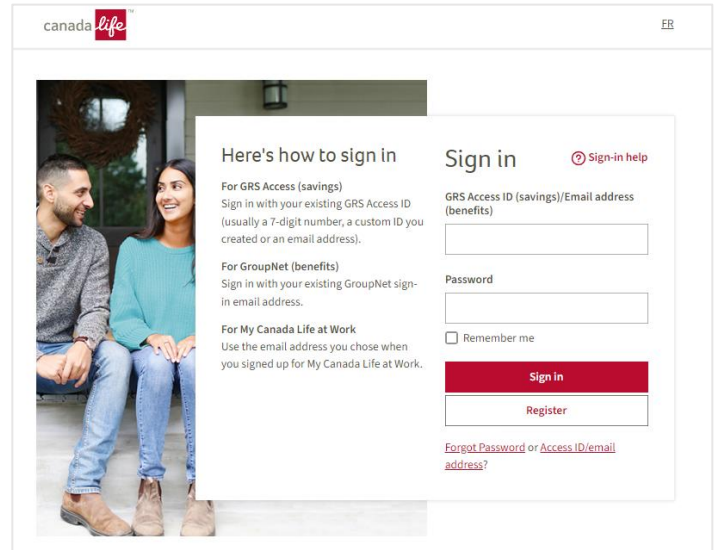 canada life™
FR
Here's how to sign in
For GRS Access (savings)
Sign in with your existing GRS Access ID
(usually a 7-digit number, a custom ID you
created or an email address).
For GroupNet (benefits)
Sign in with your existing GroupNet sign-
in email address.
For My Canada Life at Work
Use the email address you chose when
you signed up for My Canada Life at Work.
Sign in
? Sign-in help
GRS Access ID (savings)/Email address
(benefits)
Password
Remember me
Sign in
Register
Forgot Password or Access ID/email
address?